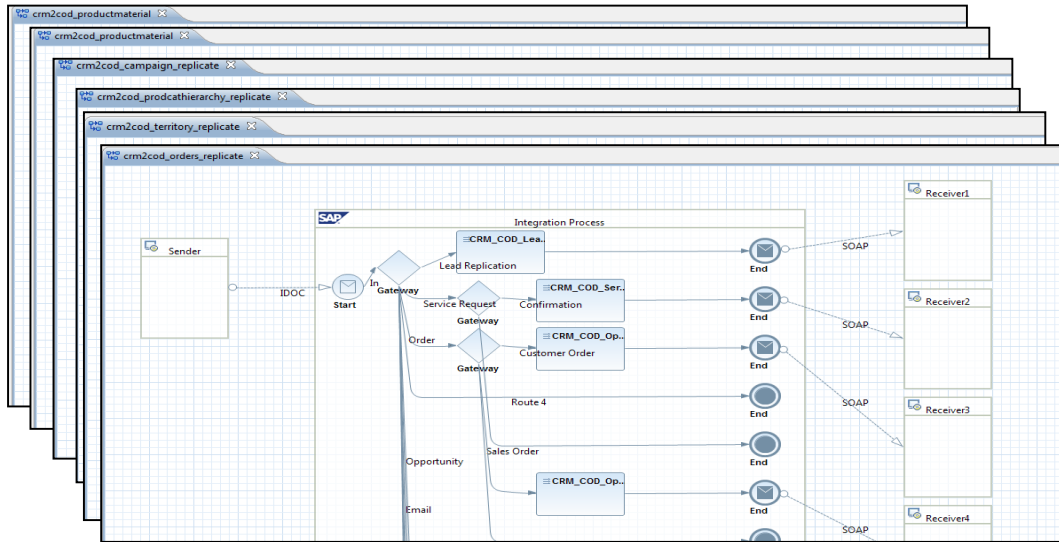 crm2cod_productmaterial
crm2cod_productmaterial
crm2cod_campaign_replicate
crm2cod_prodcathierarchy_replicate
crm2cod_territory_replicate
crm2cod_orders_replicate
SAP
Integration Process
Sender
IDOC
Start
In
Gateway
CRM_COD_Lea..
Lead Replication
End
SOAP
Receiver1
Service Request
Gateway
CRM_COD_Ser..
Confirmation
End
SOAP
Receiver2
Order
Gateway
CRM_COD_Op..
Customer Order
End
SOAP
Receiver3
Route 4
End
Sales Order
End
Opportunity
CRM_COD_Op..
Email
End
SOAP
Receiver4